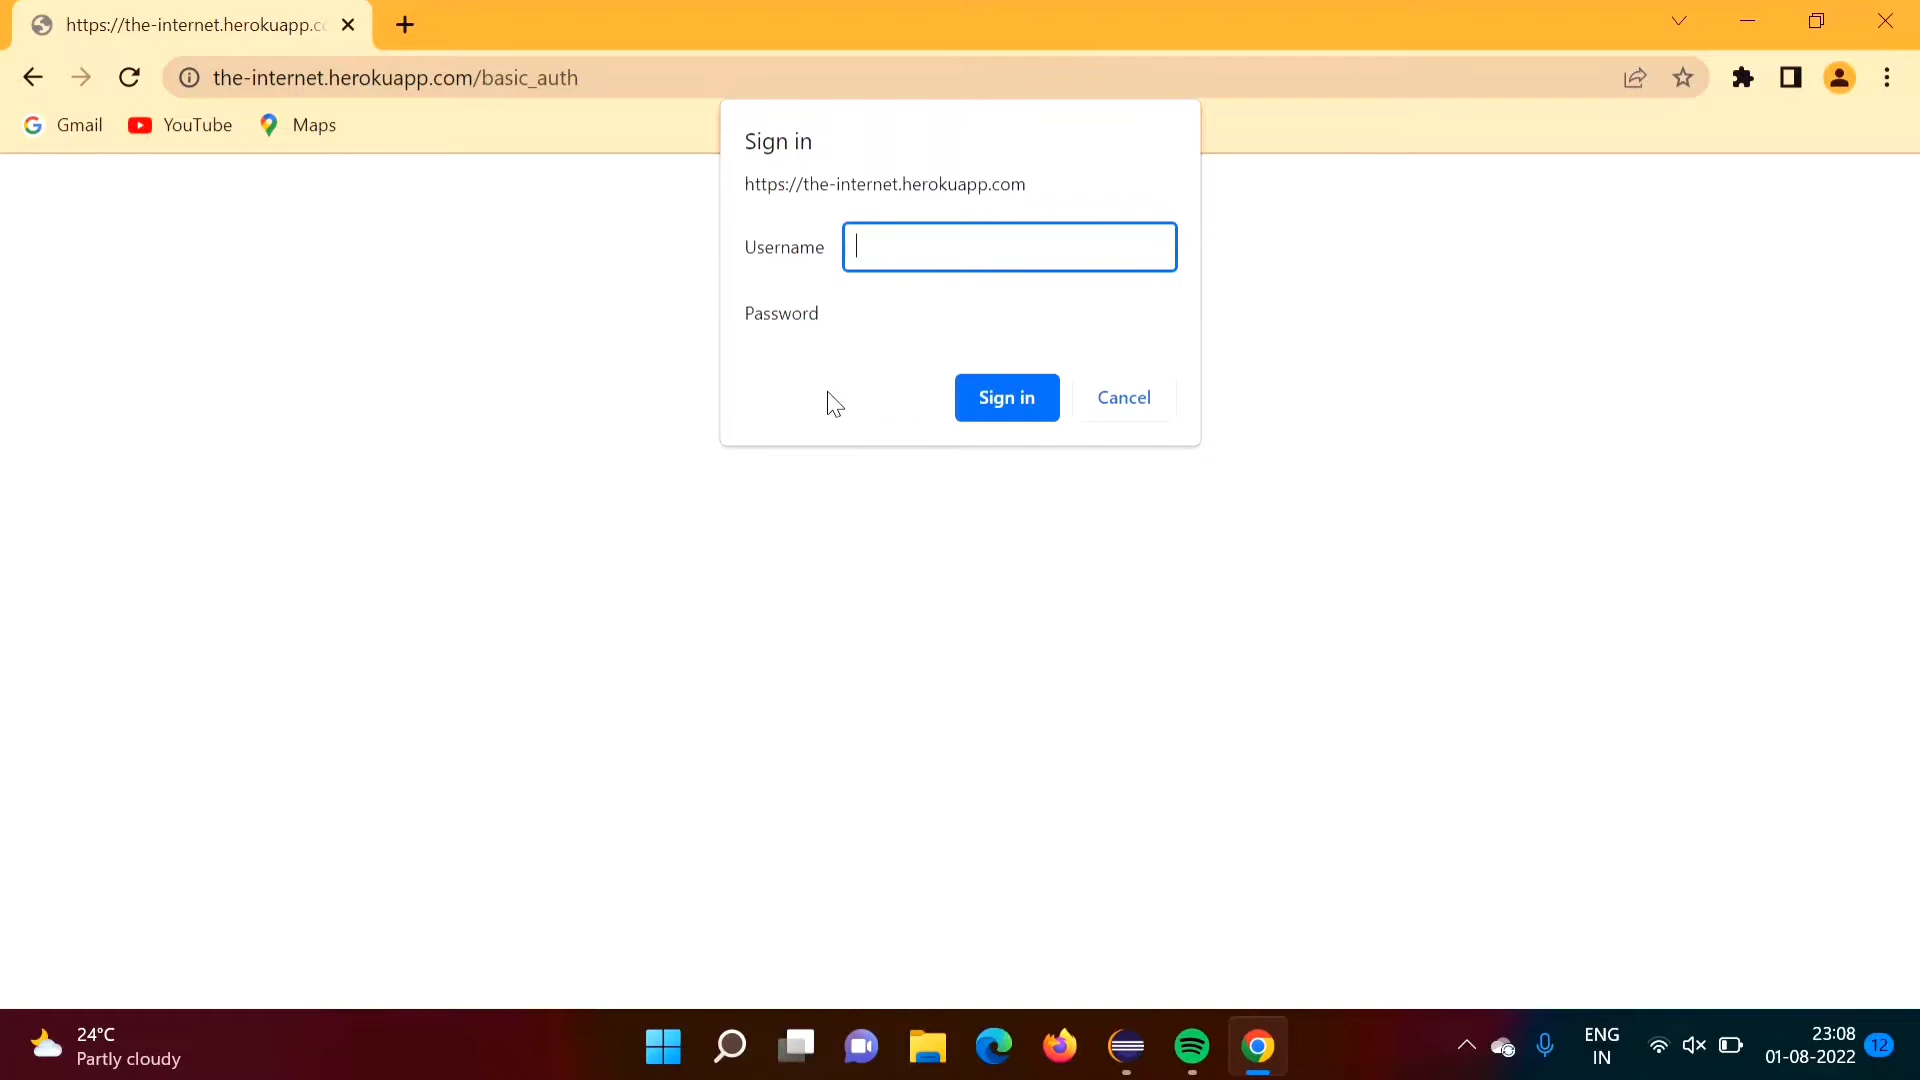 https://the-internet.herokuapp.co
the-internet.herokuapp.com/basic_auth
Gmail
YouTube
Maps
Sign in
https://the-internet.herokuapp.com
Username
Password
Sign in
Cancel
24°C
Partly cloudy
ENG
IN
23:08
01-08-2022
12